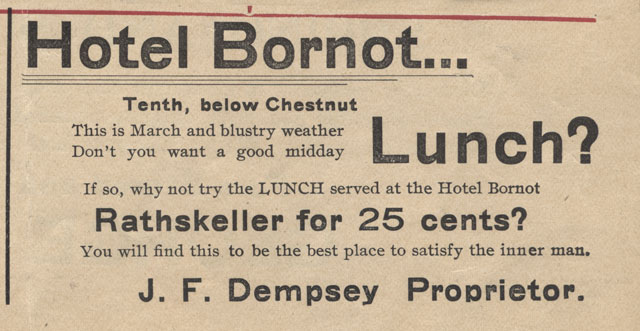 Hotel Bornot...
Tenth, below Chestnut
This is March and blustry weather
Don't you want a good midday
Lunch?
If so, why not try the LUNCH served at the Hotel Bornot
Rathskeller for 25 cents?
You will find this to be the best place to satisfy the inner man.
J. F. Dempsey Proprietor.